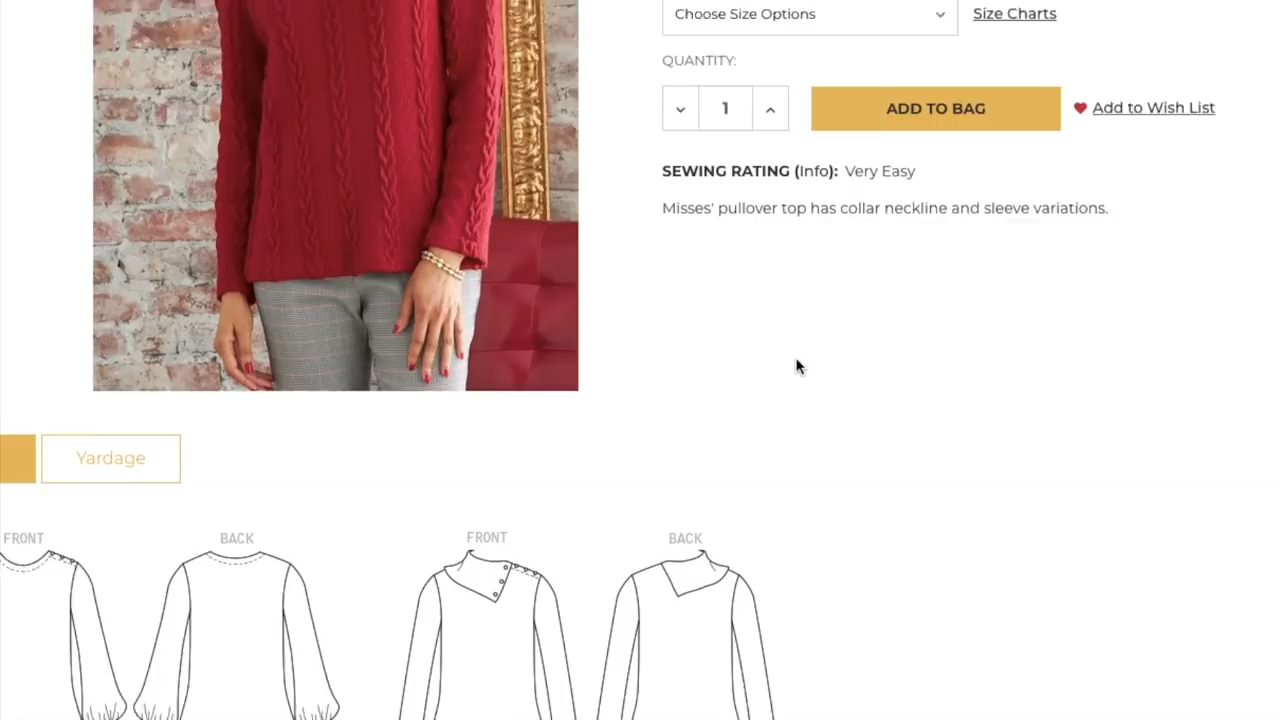 Choose Size Options
Size Charts
QUANTITY:
1
ADD TO BAG
Add to Wish List
SEWING RATING (Info): Very Easy
Misses' pullover top has collar neckline and sleeve variations.
Yardage
FRONT
BACK
FRONT
BACK